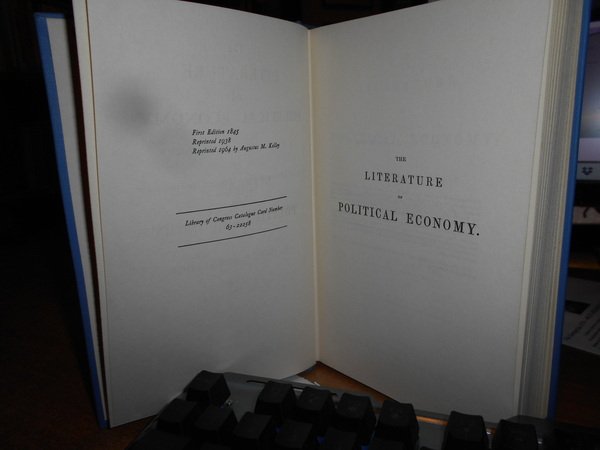 First Edition 1845
Reprinted 1938
Reprinted 1964 by Augustus M. Kelley
Library of Congress Catalogue Card Number
63-22258
THE
LITERATURE
OF
POLITICAL ECONOMY.